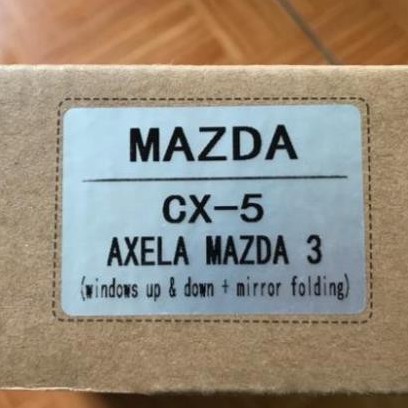 MAZDA
CX-5
AXELA MAZDA 3
(windows up & down + mirror folding)